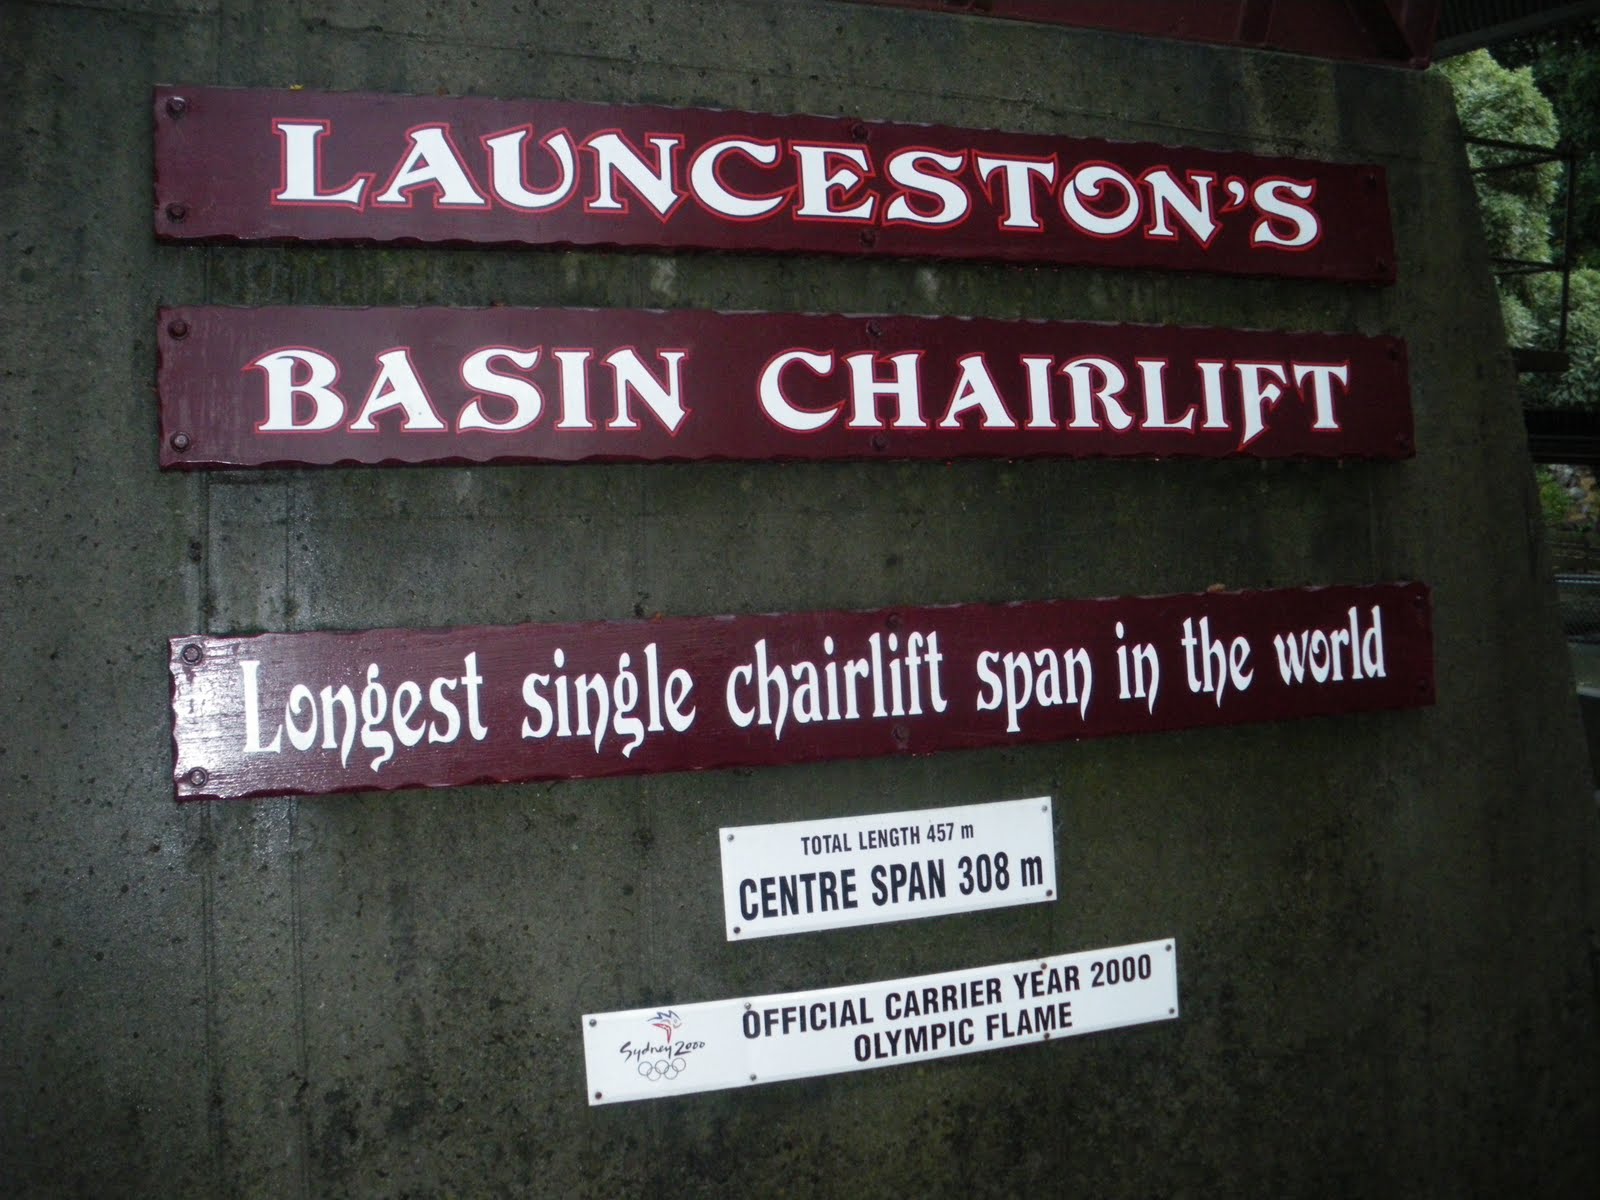 LAUNCESTON'S
BASIN CHAIRLIFT
Longest single chairlift span in the world
TOTAL LENGTH 457 m
CENTRE SPAN 308 m
OFFICIAL CARRIER YEAR 2000
OLYMPIC FLAME
Sydney 2000